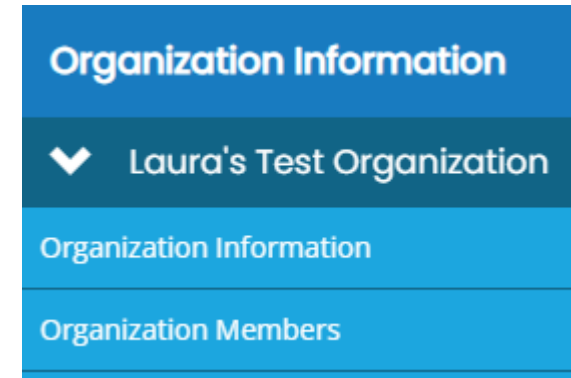 Organization Information
Laura's Test Organization
Organization Information
Organization Members